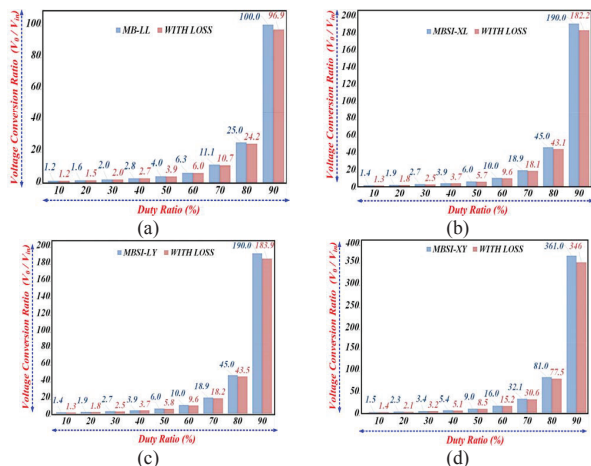 Voltage Conversion Ratio (V0 / Vin)
100
80
60
40
20
0
MB-LL WITH LOSS
1.2 1.6 2.0 2.8 4.0 6.3 11.1 25.0 100.0
1.2 1.5 2.0 2.7 3.9 6.0 10.7 24.2 96.9
10 20 30 40 50 60 70 80 90
Duty Ratio (%)
(a)
Voltage Conversion Ratio (V0 / Vin)
200
180
160
140
120
100
80
60
40
20
0
MBSI-XL WITH LOSS
1.4 1.9 2.7 3.9 6.0 10.0 18.9 45.0 190.0
1.3 1.8 2.5 3.7 5.7 9.6 18.1 43.1 182.2
10 20 30 40 50 60 70 80 90
Duty Ratio (%)
(b)
Voltage Conversion Ratio (V0 / Vin)
200
180
160
140
120
100
80
60
40
20
0
MBSI-LY WITH LOSS
1.4 1.9 2.7 3.9 6.0 10.0 18.9 45.0 190.0
1.3 1.8 2.5 3.7 5.8 9.6 18.2 43.5 183.9
10 20 30 40 50 60 70 80 90
Duty Ratio (%)
(c)
Voltage Conversion Ratio (V0 / Vin)
400
350
300
250
200
150
100
50
0
MBSI-XY WITH LOSS
1.5 2.3 3.4 5.4 9.0 16.0 32.1 81.0 361.0
1.4 2.1 3.2 5.1 8.5 15.2 30.6 77.5 346
10 20 30 40 50 60 70 80 90
Duty Ratio (%)
(d)